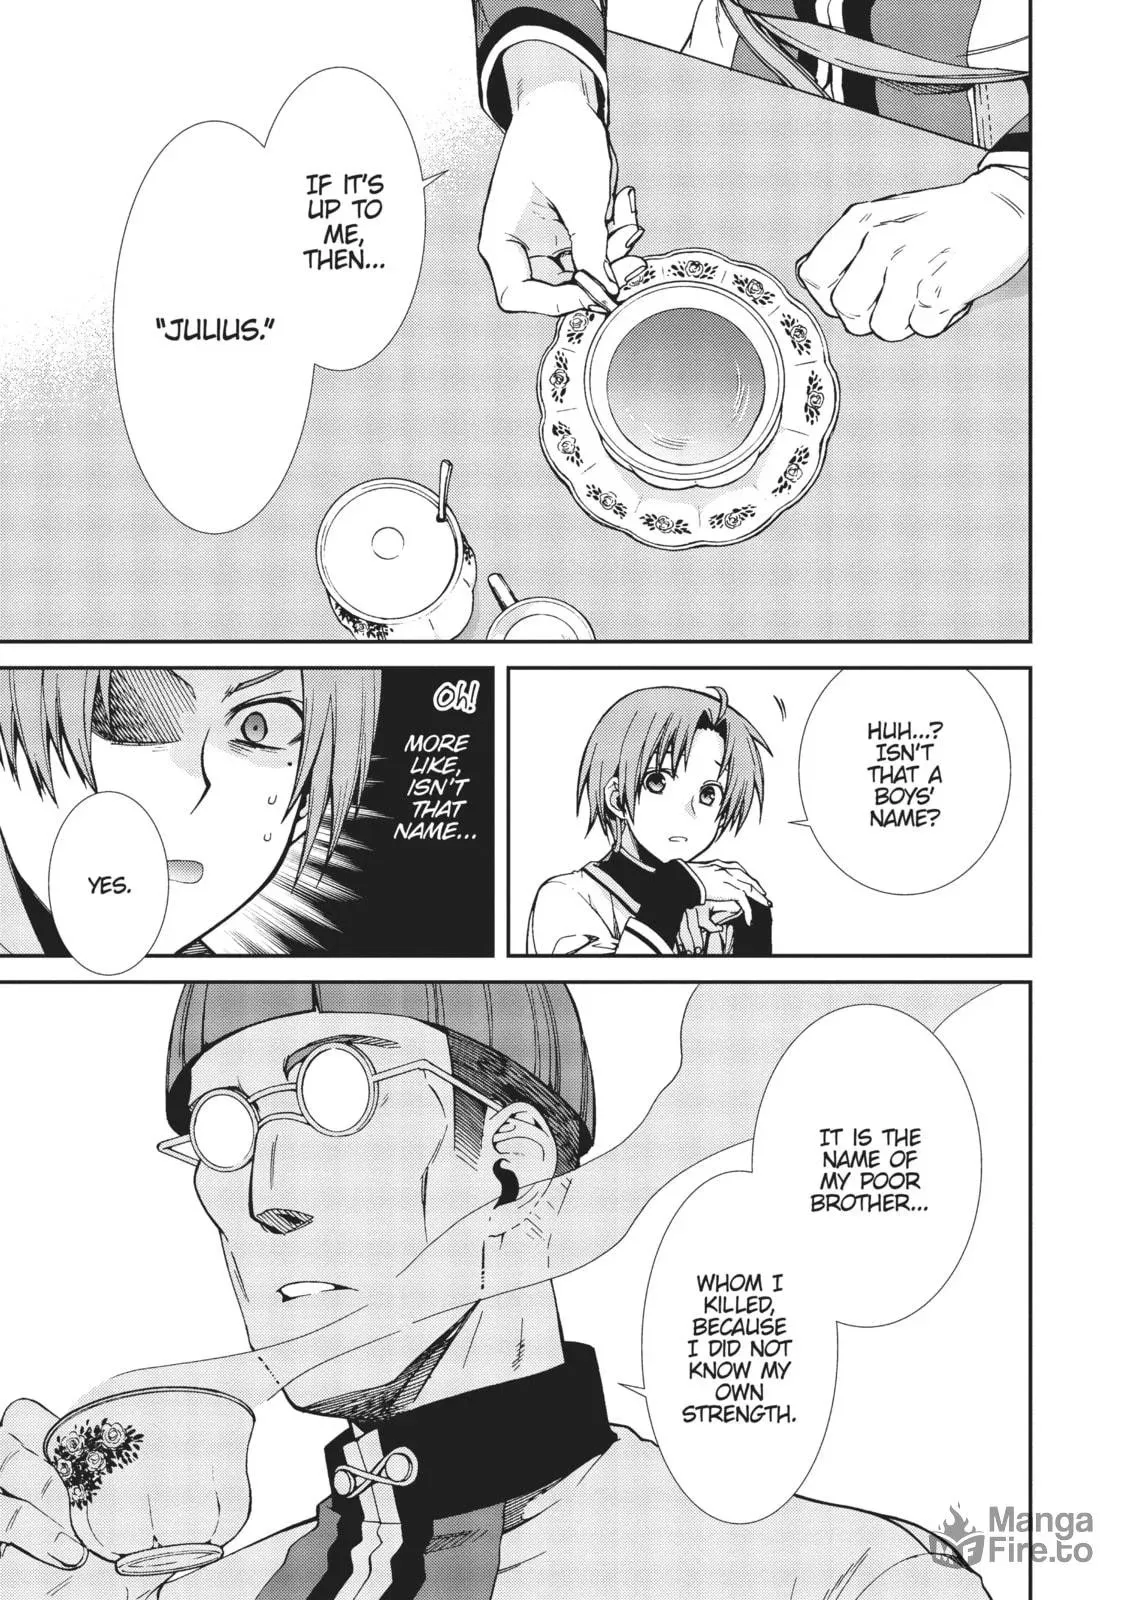 IF IT'S
UP TO
ME,
THEN...
"JULIUS."
HUH...?
ISN'T
THAT A
BOYS'
NAME?
OH!
MORE
LIKE,
ISN'T
THAT
NAME...
YES.
IT IS THE
NAME OF
MY POOR
BROTHER...
WHOM I
KILLED,
BECAUSE
I DID NOT
KNOW MY
OWN
STRENGTH.
Manga
Fire.to